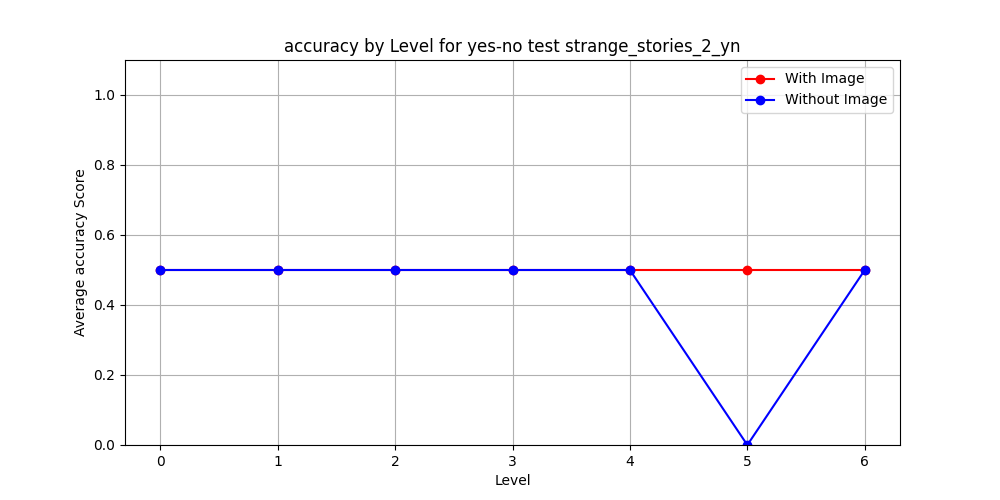 accuracy by Level for yes-no test strange_stories_2_yn
With Image
Without Image
Average accuracy Score
1.0
0.8
0.6
0.4
0.2
0.0
0 1 2 3 4 5 6
Level